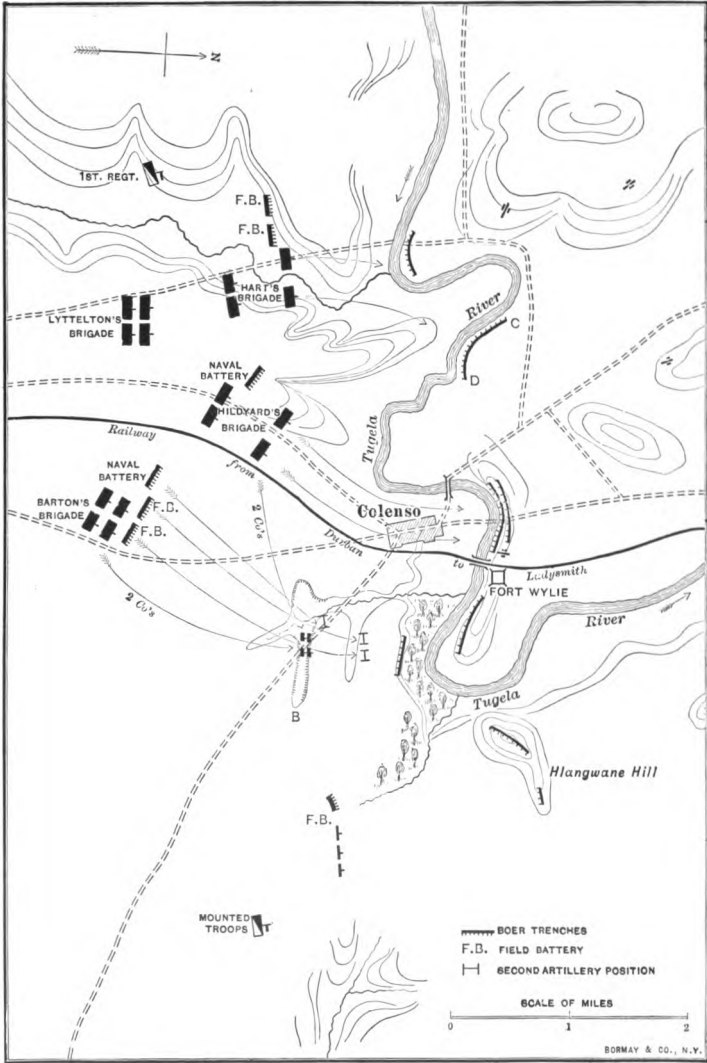 N
1ST. REGT.
F.B.
F.B.
HART'S
BRIGADE
LYTTELTON'S
BRIGADE
River
C
D
NAVAL
BATTERY
HILDYARD'S
BRIGADE
Tugela
Railway
from
Durban
to
Ladysmith
NAVAL
BATTERY
BARTON'S
BRIGADE
F.B.
F.B.
2 Co's
Colenso
2 Co's
FORT WYLIE
River
Tugela
B
Hlangwane Hill
F.B.
MOUNTED
TROOPS
BOER TRENCHES
F.B. FIELD BATTERY
SECOND ARTILLERY POSITION
SCALE OF MILES
0 1 2
BORMAY & CO., N.Y.